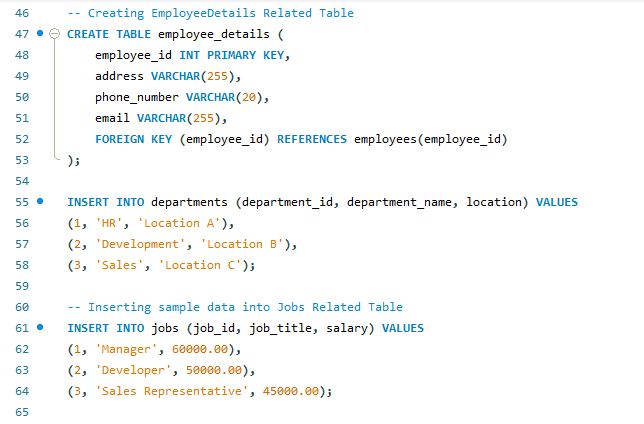 46 -- Creating EmployeeDetails Related Table
47 CREATE TABLE employee_details (
48 employee_id INT PRIMARY KEY,
49 address VARCHAR(255),
50 phone_number VARCHAR(20),
51 email VARCHAR(255),
52 FOREIGN KEY (employee_id) REFERENCES employees(employee_id)
53 );
54
55 INSERT INTO departments (department_id, department_name, location) VALUES
56 (1, 'HR', 'Location A'),
57 (2, 'Development', 'Location B'),
58 (3, 'Sales', 'Location C');
59
60 -- Inserting sample data into Jobs Related Table
61 INSERT INTO jobs (job_id, job_title, salary) VALUES
62 (1, 'Manager', 60000.00),
63 (2, 'Developer', 50000.00),
64 (3, 'Sales Representative', 45000.00);
65